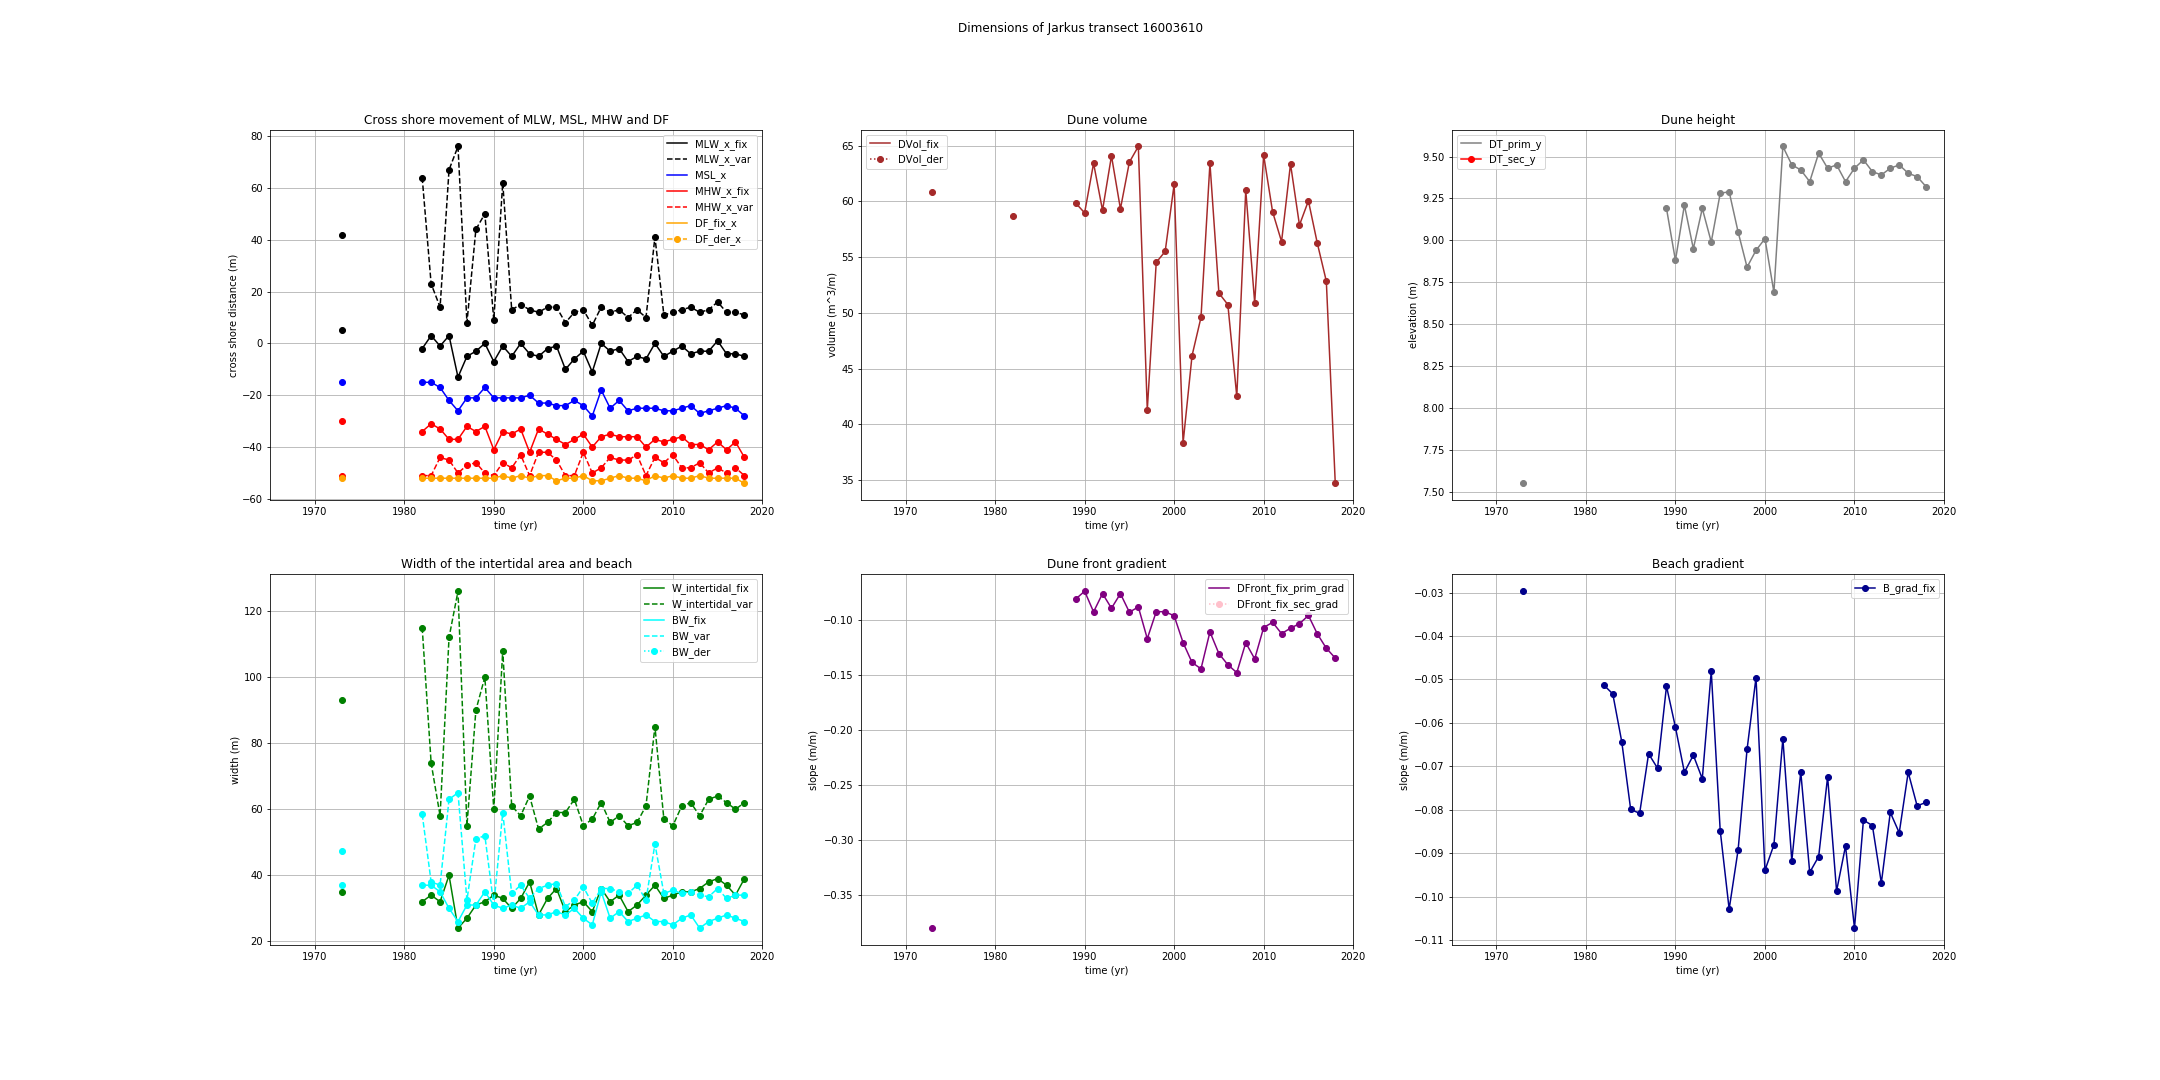 Dimensions of Jarkus transect 16003610
Cross shore movement of MLW, MSL, MHW and DF
cross shore distance (m)
80
60
40
20
0
−20
−40
−60
MLW_x_fix
MLW_x_var
MSL_x
MHW_x_fix
MHW_x_var
DF_fix_x
DF_der_x
1970 1980 1990 2000 2010 2020
time (yr)
Dune volume
volume (m^3/m)
65
60
55
50
45
40
35
DVol_fix
DVol_der
1970 1980 1990 2000 2010 2020
time (yr)
Dune height
elevation (m)
9.50
9.25
9.00
8.75
8.50
8.25
8.00
7.75
7.50
DT_prim_y
DT_sec_y
1970 1980 1990 2000 2010 2020
time (yr)
Width of the intertidal area and beach
width (m)
120
100
80
60
40
20
W_intertidal_fix
W_intertidal_var
BW_fix
BW_var
BW_der
1970 1980 1990 2000 2010 2020
time (yr)
Dune front gradient
slope (m/m)
−0.10
−0.15
−0.20
−0.25
−0.30
−0.35
DFront_fix_prim_grad
DFront_fix_sec_grad
1970 1980 1990 2000 2010 2020
time (yr)
Beach gradient
slope (m/m)
−0.03
−0.04
−0.05
−0.06
−0.07
−0.08
−0.09
−0.10
−0.11
B_grad_fix
1970 1980 1990 2000 2010 2020
time (yr)